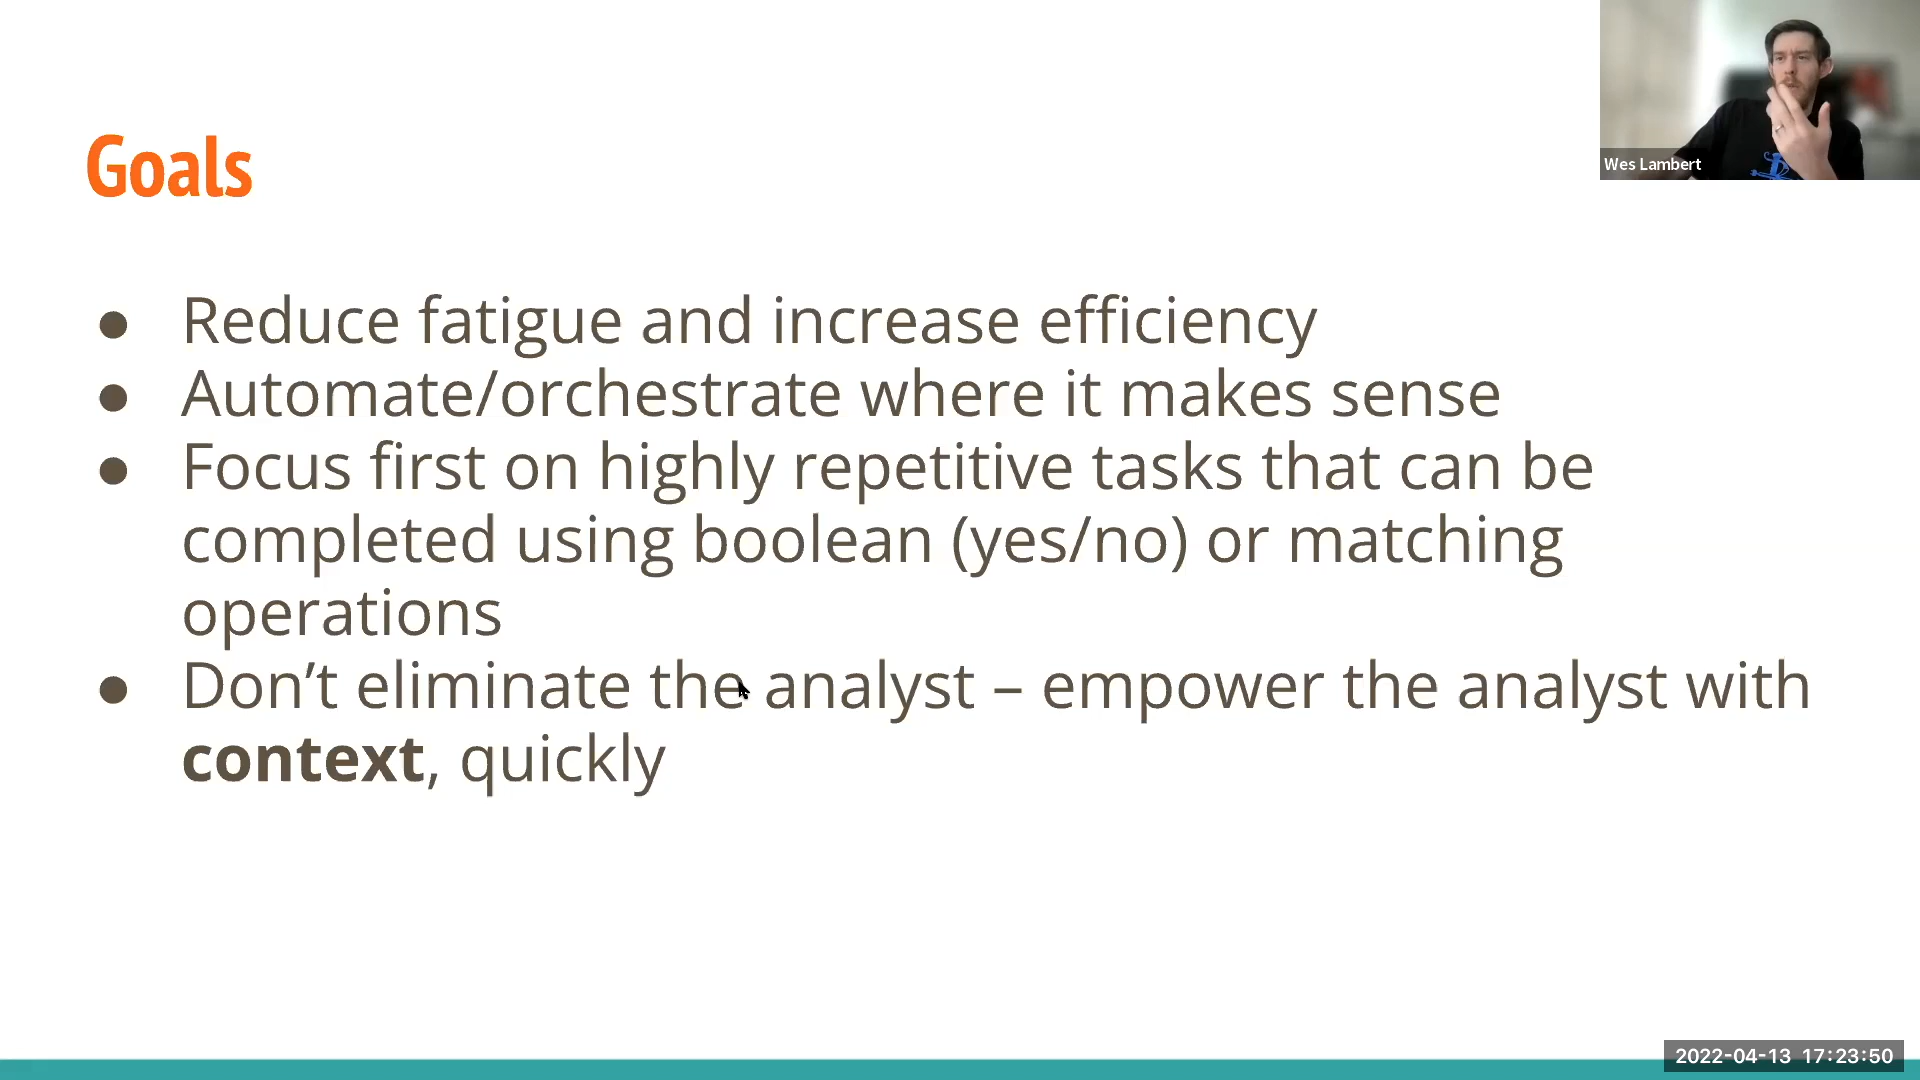 Goals
Wes Lambert
● Reduce fatigue and increase efficiency
● Automate/orchestrate where it makes sense
● Focus first on highly repetitive tasks that can be
completed using boolean (yes/no) or matching
operations
● Don’t eliminate the analyst – empower the analyst with
context, quickly
2022-04-13 17:23:50